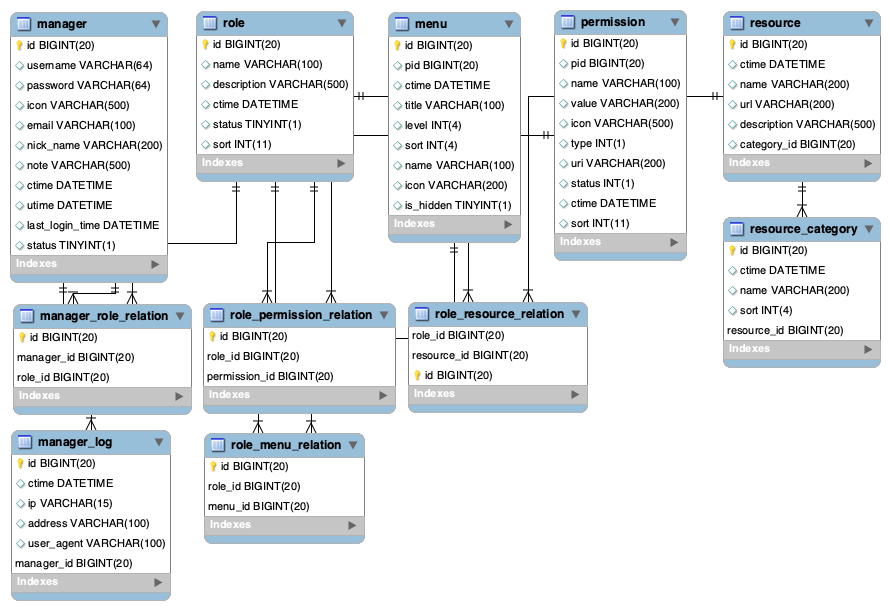 manager
id BIGINT(20)
username VARCHAR(64)
password VARCHAR(64)
icon VARCHAR(500)
email VARCHAR(100)
nick_name VARCHAR(200)
note VARCHAR(500)
ctime DATETIME
utime DATETIME
last_login_time DATETIME
status TINYINT(1)
Indexes
role
id BIGINT(20)
name VARCHAR(100)
description VARCHAR(500)
ctime DATETIME
status TINYINT(1)
sort INT(11)
Indexes
menu
id BIGINT(20)
pid BIGINT(20)
ctime DATETIME
title VARCHAR(100)
level INT(4)
sort INT(4)
name VARCHAR(100)
icon VARCHAR(200)
is_hidden TINYINT(1)
Indexes
permission
id BIGINT(20)
pid BIGINT(20)
name VARCHAR(100)
value VARCHAR(200)
icon VARCHAR(500)
type INT(1)
uri VARCHAR(200)
status INT(1)
ctime DATETIME
sort INT(11)
Indexes
resource
id BIGINT(20)
ctime DATETIME
name VARCHAR(200)
url VARCHAR(200)
description VARCHAR(500)
category_id BIGINT(20)
Indexes
resource_category
id BIGINT(20)
ctime DATETIME
name VARCHAR(200)
sort INT(4)
resource_id BIGINT(20)
Indexes
manager_role_relation
id BIGINT(20)
manager_id BIGINT(20)
role_id BIGINT(20)
Indexes
role_permission_relation
id BIGINT(20)
role_id BIGINT(20)
permission_id BIGINT(20)
Indexes
role_resource_relation
role_id BIGINT(20)
resource_id BIGINT(20)
id BIGINT(20)
Indexes
manager_log
id BIGINT(20)
ctime DATETIME
ip VARCHAR(15)
address VARCHAR(100)
user_agent VARCHAR(100)
manager_id BIGINT(20)
Indexes
role_menu_relation
id BIGINT(20)
role_id BIGINT(20)
menu_id BIGINT(20)
Indexes